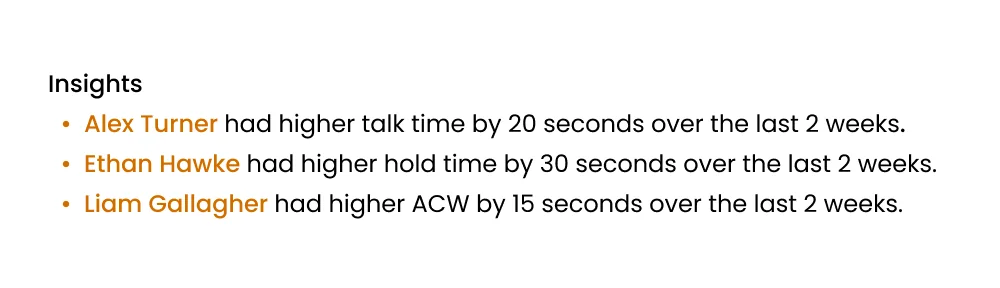 Insights
• Alex Turner had higher talk time by 20 seconds over the last 2 weeks.
• Ethan Hawke had higher hold time by 30 seconds over the last 2 weeks.
• Liam Gallagher had higher ACW by 15 seconds over the last 2 weeks.